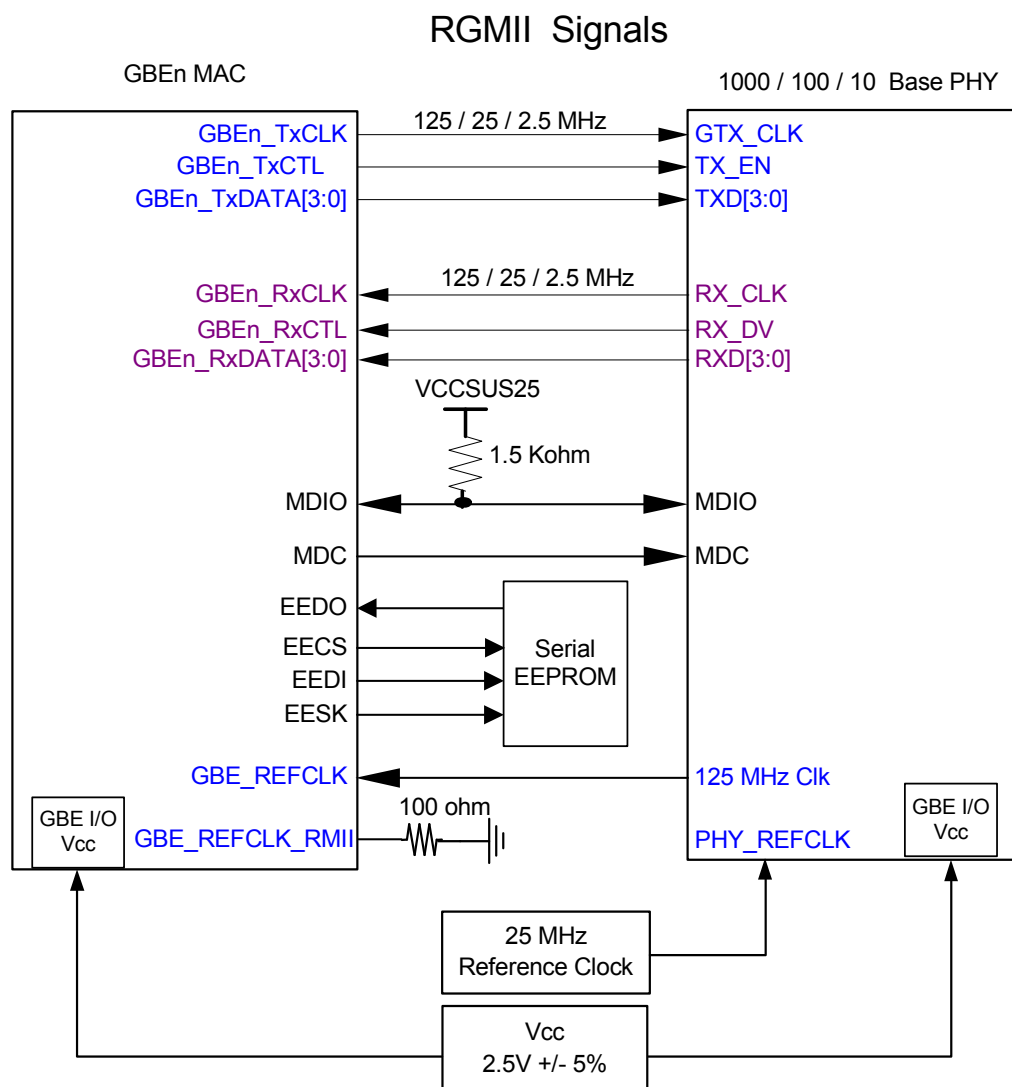 RGMII Signals
GBEn MAC
1000 / 100 / 10 Base PHY
GBEn_TxCLK
125 / 25 / 2.5 MHz
GTX_CLK
GBEn_TxCTL
TX_EN
GBEn_TxDATA[3:0]
TXD[3:0]
GBEn_RxCLK
125 / 25 / 2.5 MHz
RX_CLK
GBEn_RxCTL
RX_DV
GBEn_RxDATA[3:0]
RXD[3:0]
VCCSUS25
1.5 Kohm
MDIO
MDIO
MDC
MDC
EEDO
EECS
EEDI
EESK
Serial
EEPROM
GBE_REFCLK
125 MHz Clk
GBE I/O
Vcc
GBE_REFCLK_RMII
100 ohm
PHY_REFCLK
GBE I/O
Vcc
25 MHz
Reference Clock
Vcc
2.5V +/- 5%